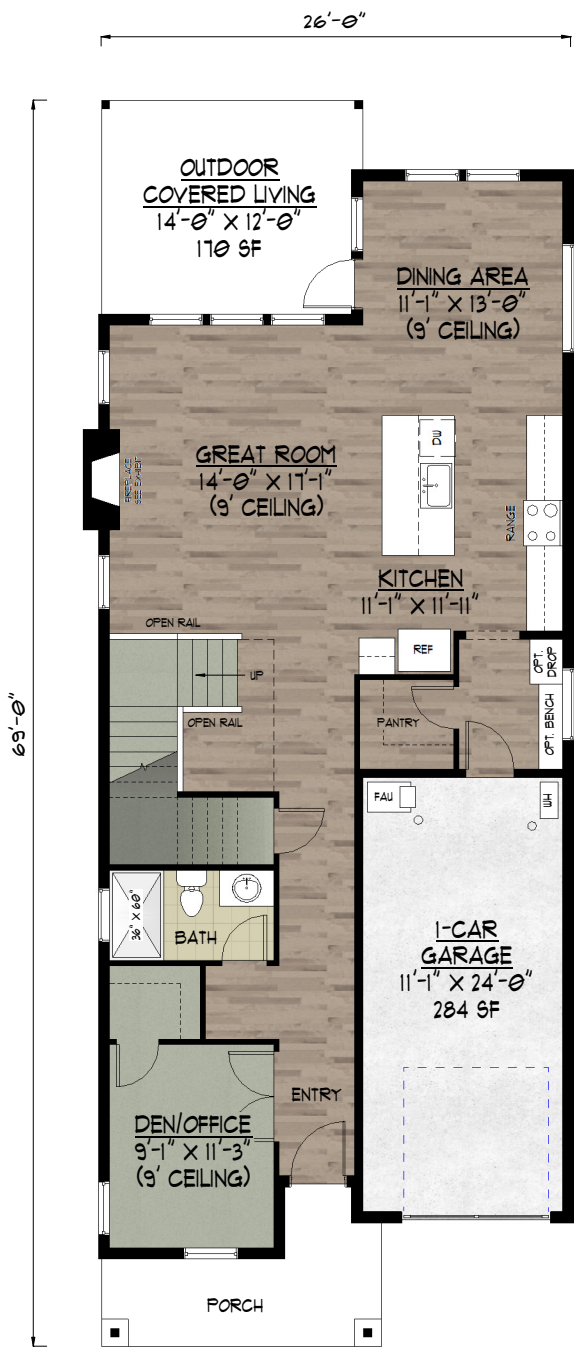 26'-0"
OUTDOOR
COVERED LIVING
14'-0" X 12'-0"
170 SF
DINING AREA
11'-1" X 13'-0"
(9' CEILING)
DW
GREAT ROOM
14'-0" X 17'-1"
(9' CEILING)
FIREPLACE
SEE EXHIBIT
RANGE
KITCHEN
11'-1" X 11'-11"
OPEN RAIL
REF
OPT.
DROP
UP
69'-0"
OPEN RAIL
PANTRY
OPT. BENCH
FAU
WH
36" X 60"
BATH
1-CAR
GARAGE
11'-1" X 24'-0"
284 SF
ENTRY
DEN/OFFICE
9'-1" X 11'-3"
(9' CEILING)
PORCH